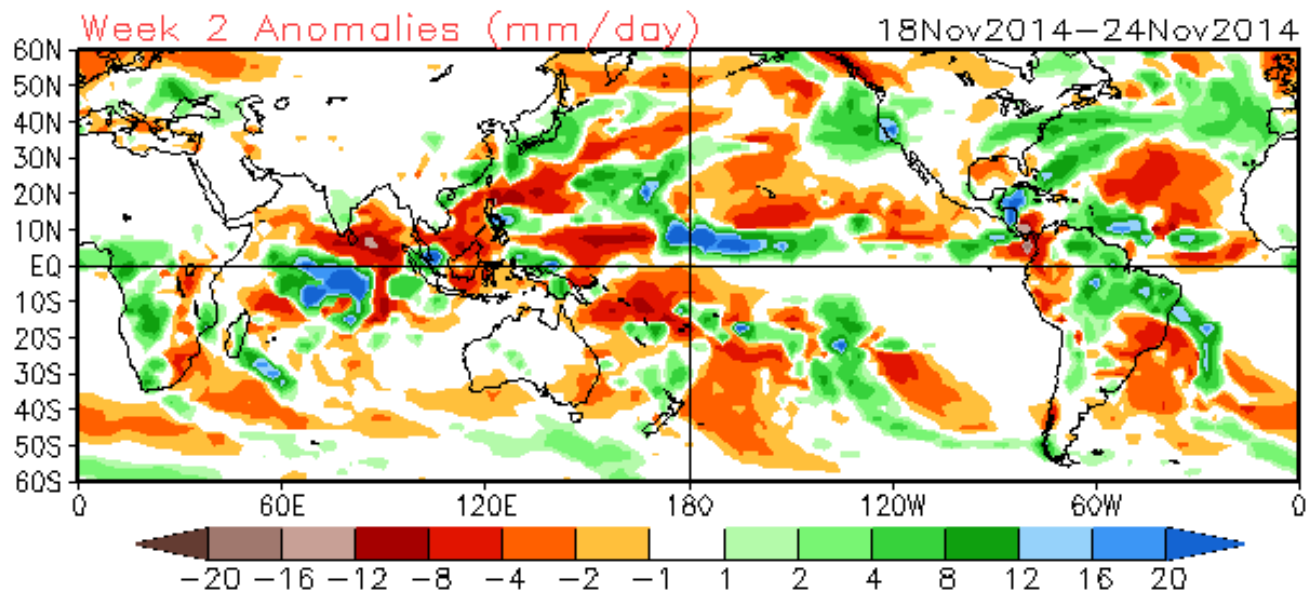 Week 2 Anomalies (mm/day) 18Nov2014−24Nov2014
60N
50N
40N
30N
20N
10N
EQ
10S
20S
30S
40S
50S
60S
0 60E 120E 180 120W 60W 0
−20 −16 −12 −8 −4 −2 −1 1 2 4 8 12 16 20